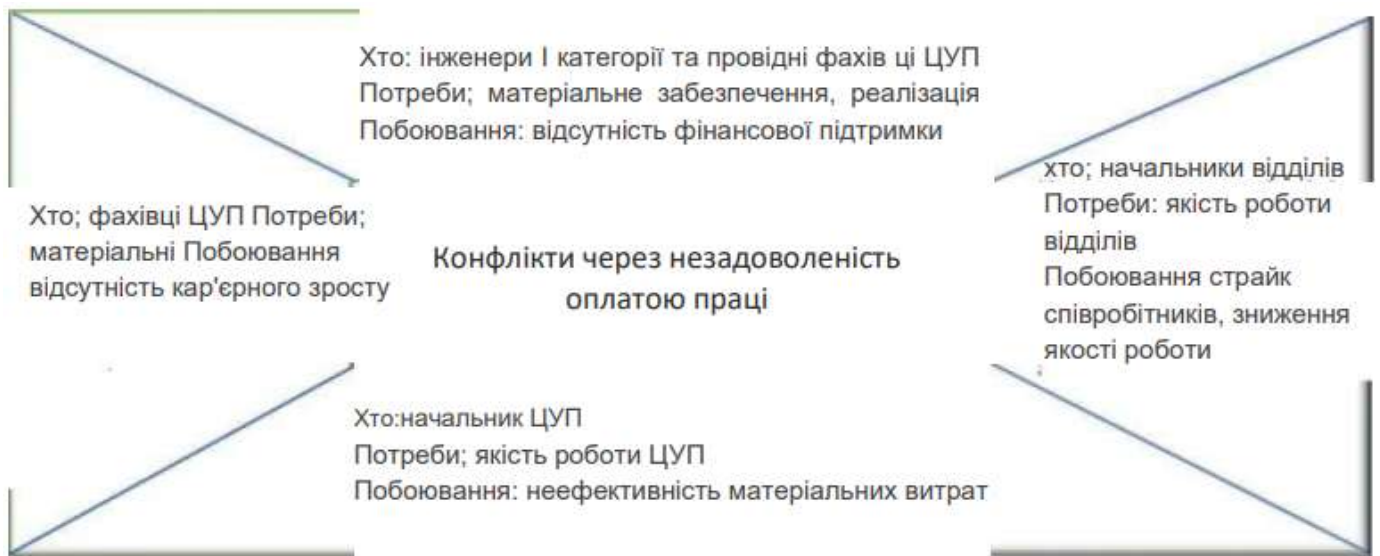 Хто: інженери І категорії та провідні фахів ці ЦУП
Потреби; матеріальне забезпечення, реалізація
Побоювання: відсутність фінансової підтримки
Хто; фахівці ЦУП Потреби;
матеріальні Побоювання
відсутність кар'єрного зросту
Конфлікти через незадоволеність
оплатою праці
хто; начальники відділів
Потреби: якість роботи
відділів
Побоювання страйк
співробітників, зниження
якості роботи
Хто:начальник ЦУП
Потреби; якість роботи ЦУП
Побоювання: неефективність матеріальних витрат